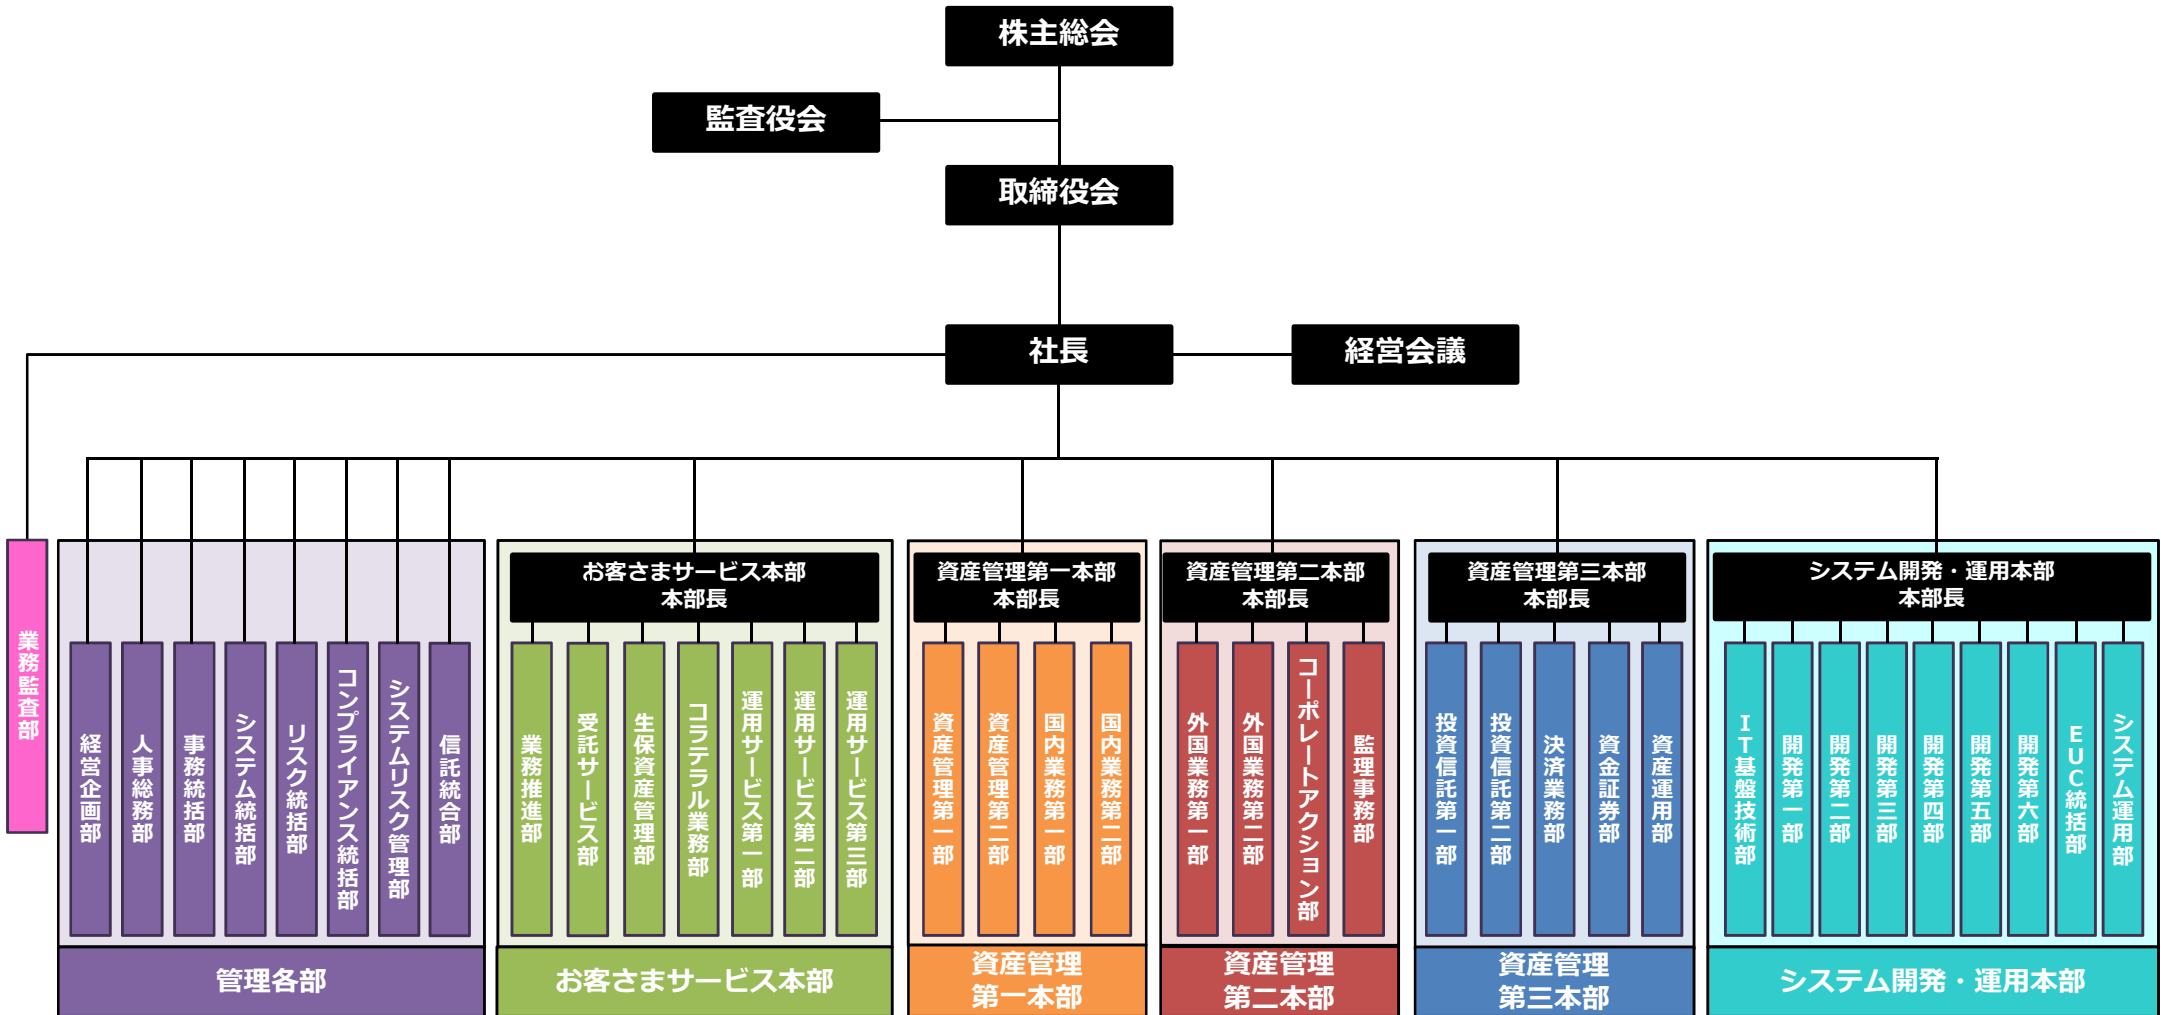 株主総会
監査役会
取締役会
社長
経営会議
業務監査部
経営企画部
人事総務部
事務統括部
システム統括部
リスク統括部
コンプライアンス統括部
システムリスク管理部
信託統合部
管理各部
お客さまサービス本部
本部長
業務推進部
受託サービス部
生保資産管理部
コラテラル業務部
運用サービス第一部
運用サービス第二部
運用サービス第三部
お客さまサービス本部
資産管理第一本部
本部長
資産管理第一部
資産管理第二部
国内業務第一部
国内業務第二部
資産管理
第一本部
資産管理第二本部
本部長
外国業務第一部
外国業務第二部
コーポレートアクション部
監理事務部
資産管理
第二本部
資産管理第三本部
本部長
投資信託第一部
投資信託第二部
決済業務部
資金証券部
資産運用部
資産管理
第三本部
システム開発・運用本部
本部長
IT基盤技術部
開発第一部
開発第二部
開発第三部
開発第四部
開発第五部
開発第六部
EUC統括部
システム運用部
システム開発・運用本部